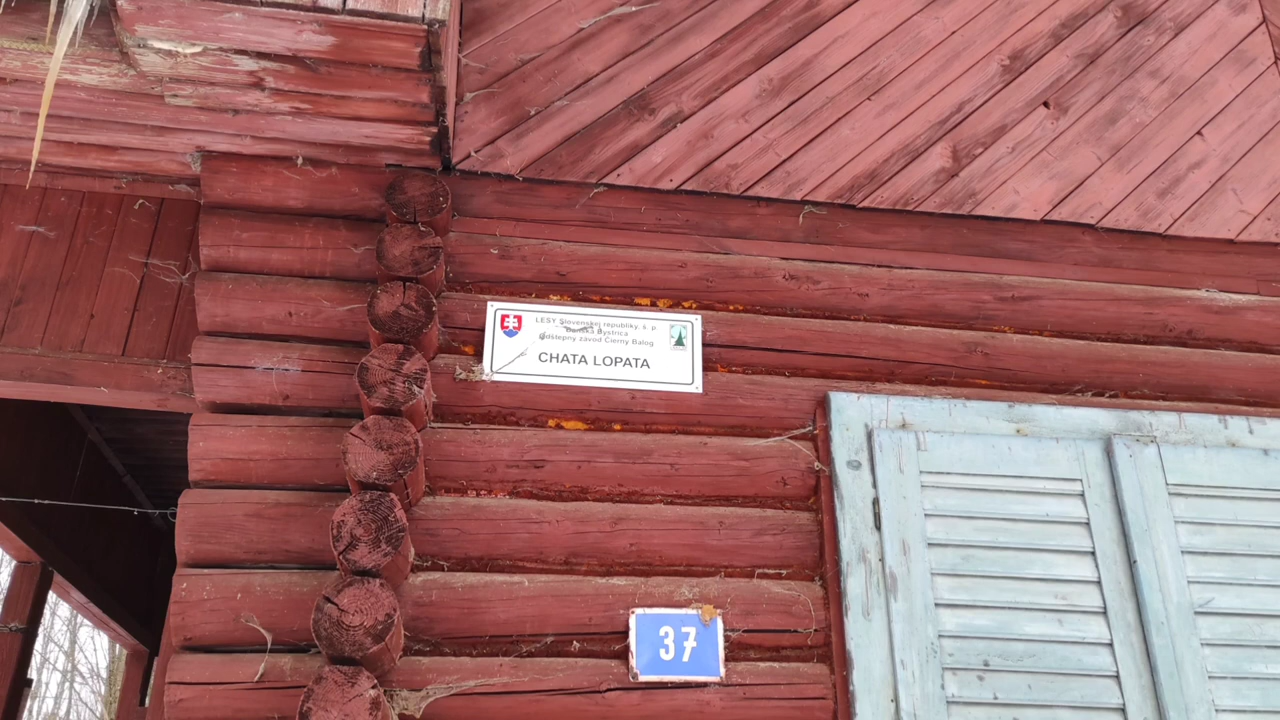 LESY Slovenskej republiky, š. p.
Banská Bystrica
Odštepný závod Čierny Balog
CHATA LOPATA
37